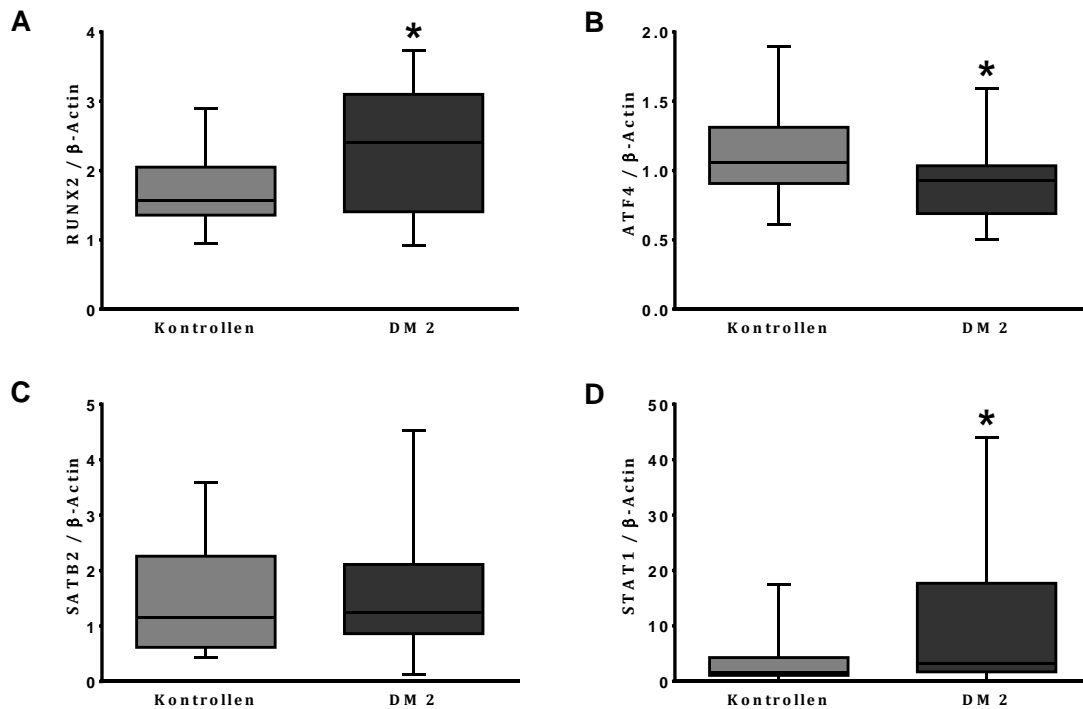 A
RUNX2 / β-Actin
4
3
2
1
0
*
Kontrollen
DM 2
B
ATF4 / β-Actin
2.0
1.5
1.0
0.5
0.0
*
Kontrollen
DM 2
C
SATB2 / β-Actin
5
4
3
2
1
0
Kontrollen
DM 2
D
STAT1 / β-Actin
50
40
30
20
10
0
*
Kontrollen
DM 2